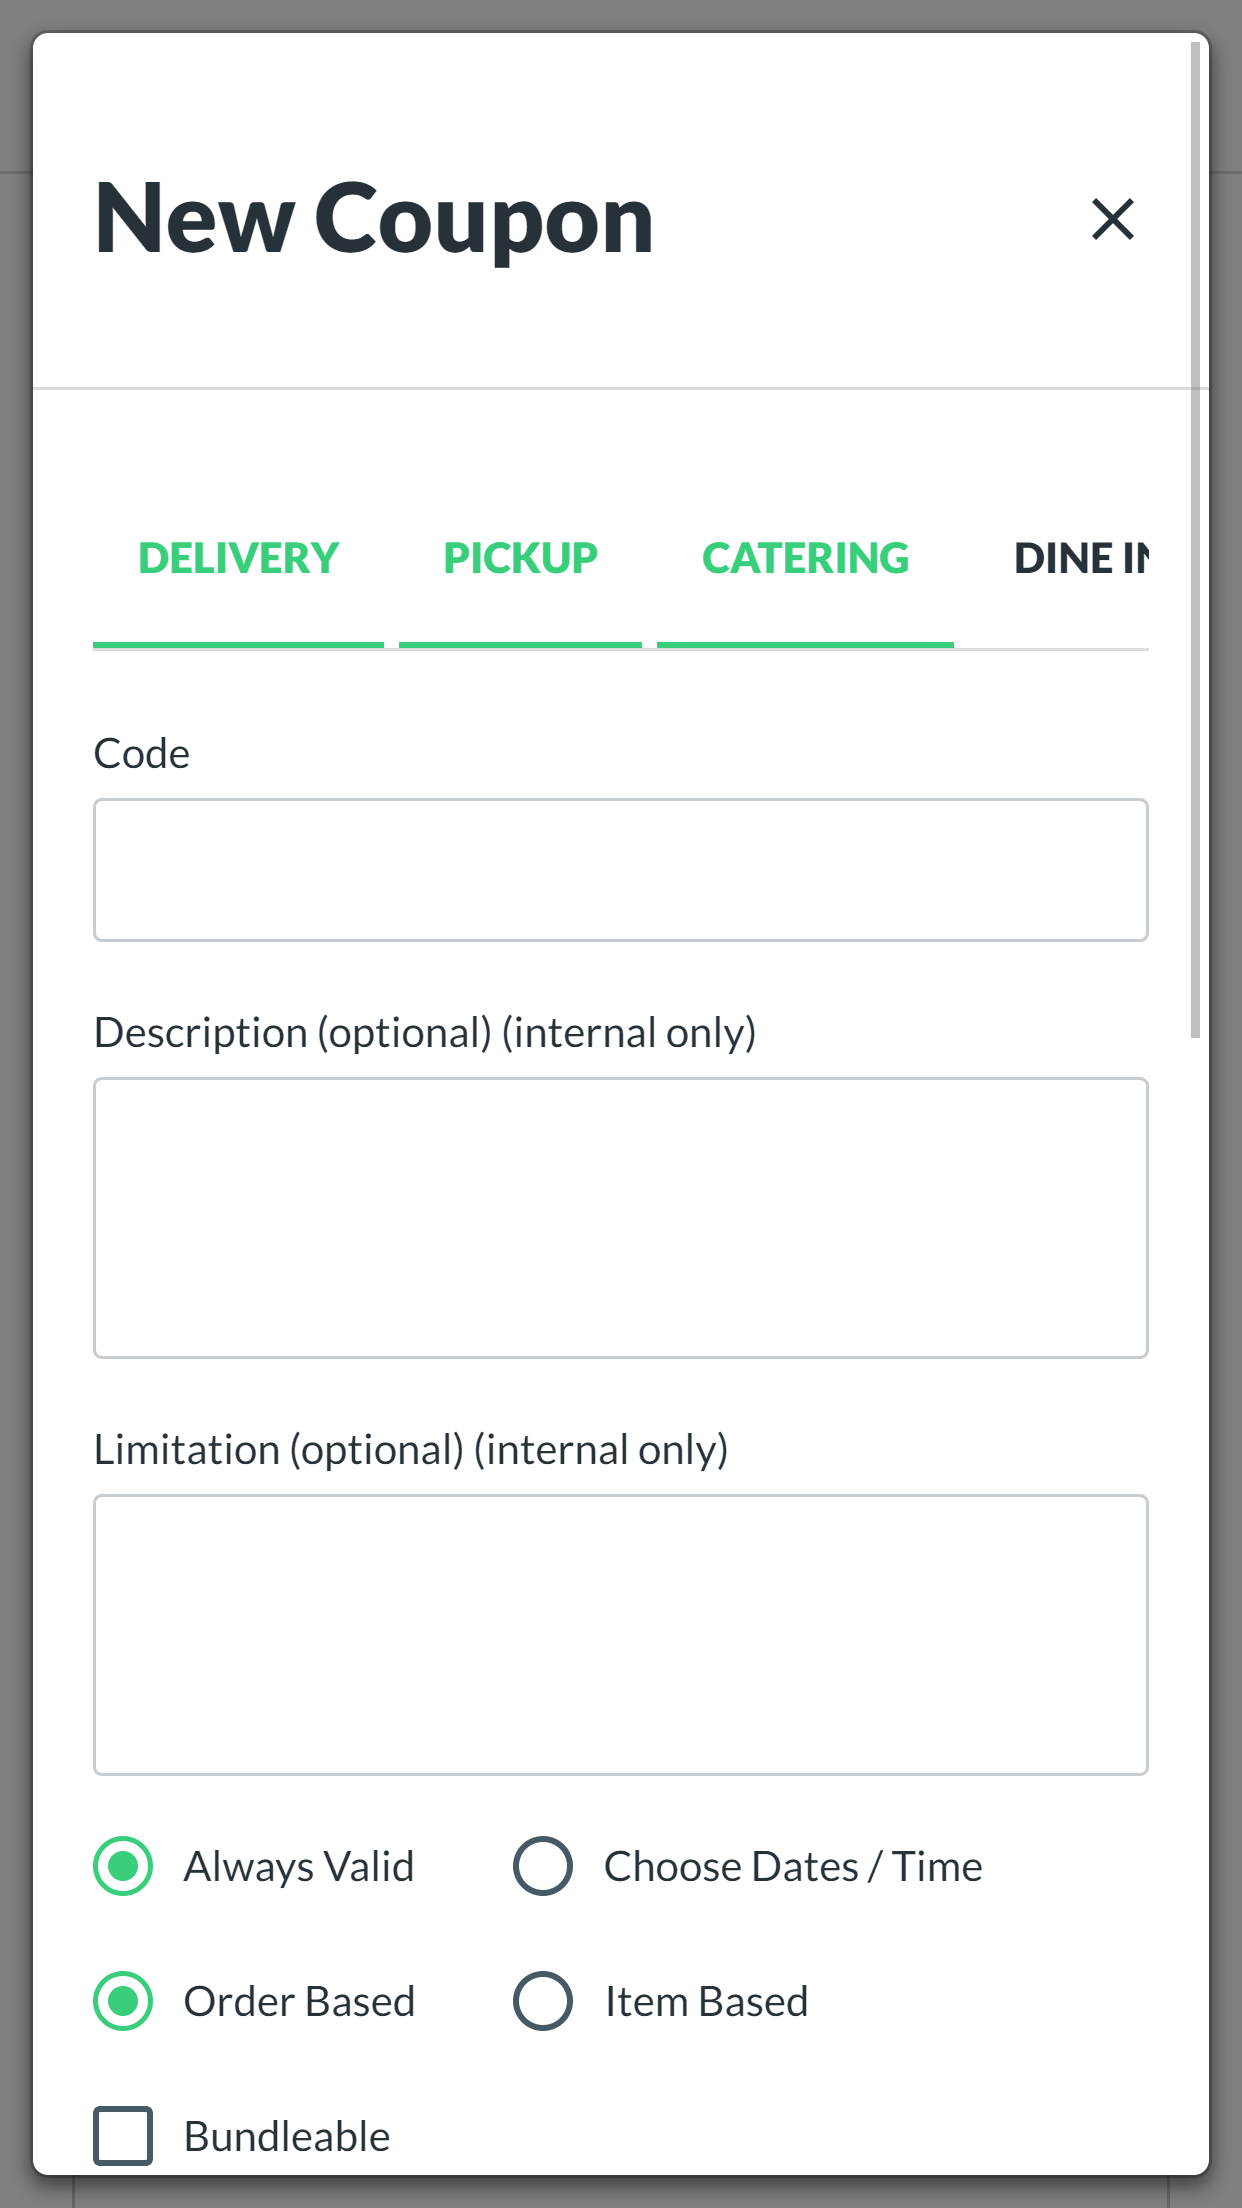 New Coupon
DELIVERY PICKUP CATERING DINE IN
Code
Description (optional) (internal only)
Limitation (optional) (internal only)
Always Valid Choose Dates / Time
Order Based Item Based
Bundleable